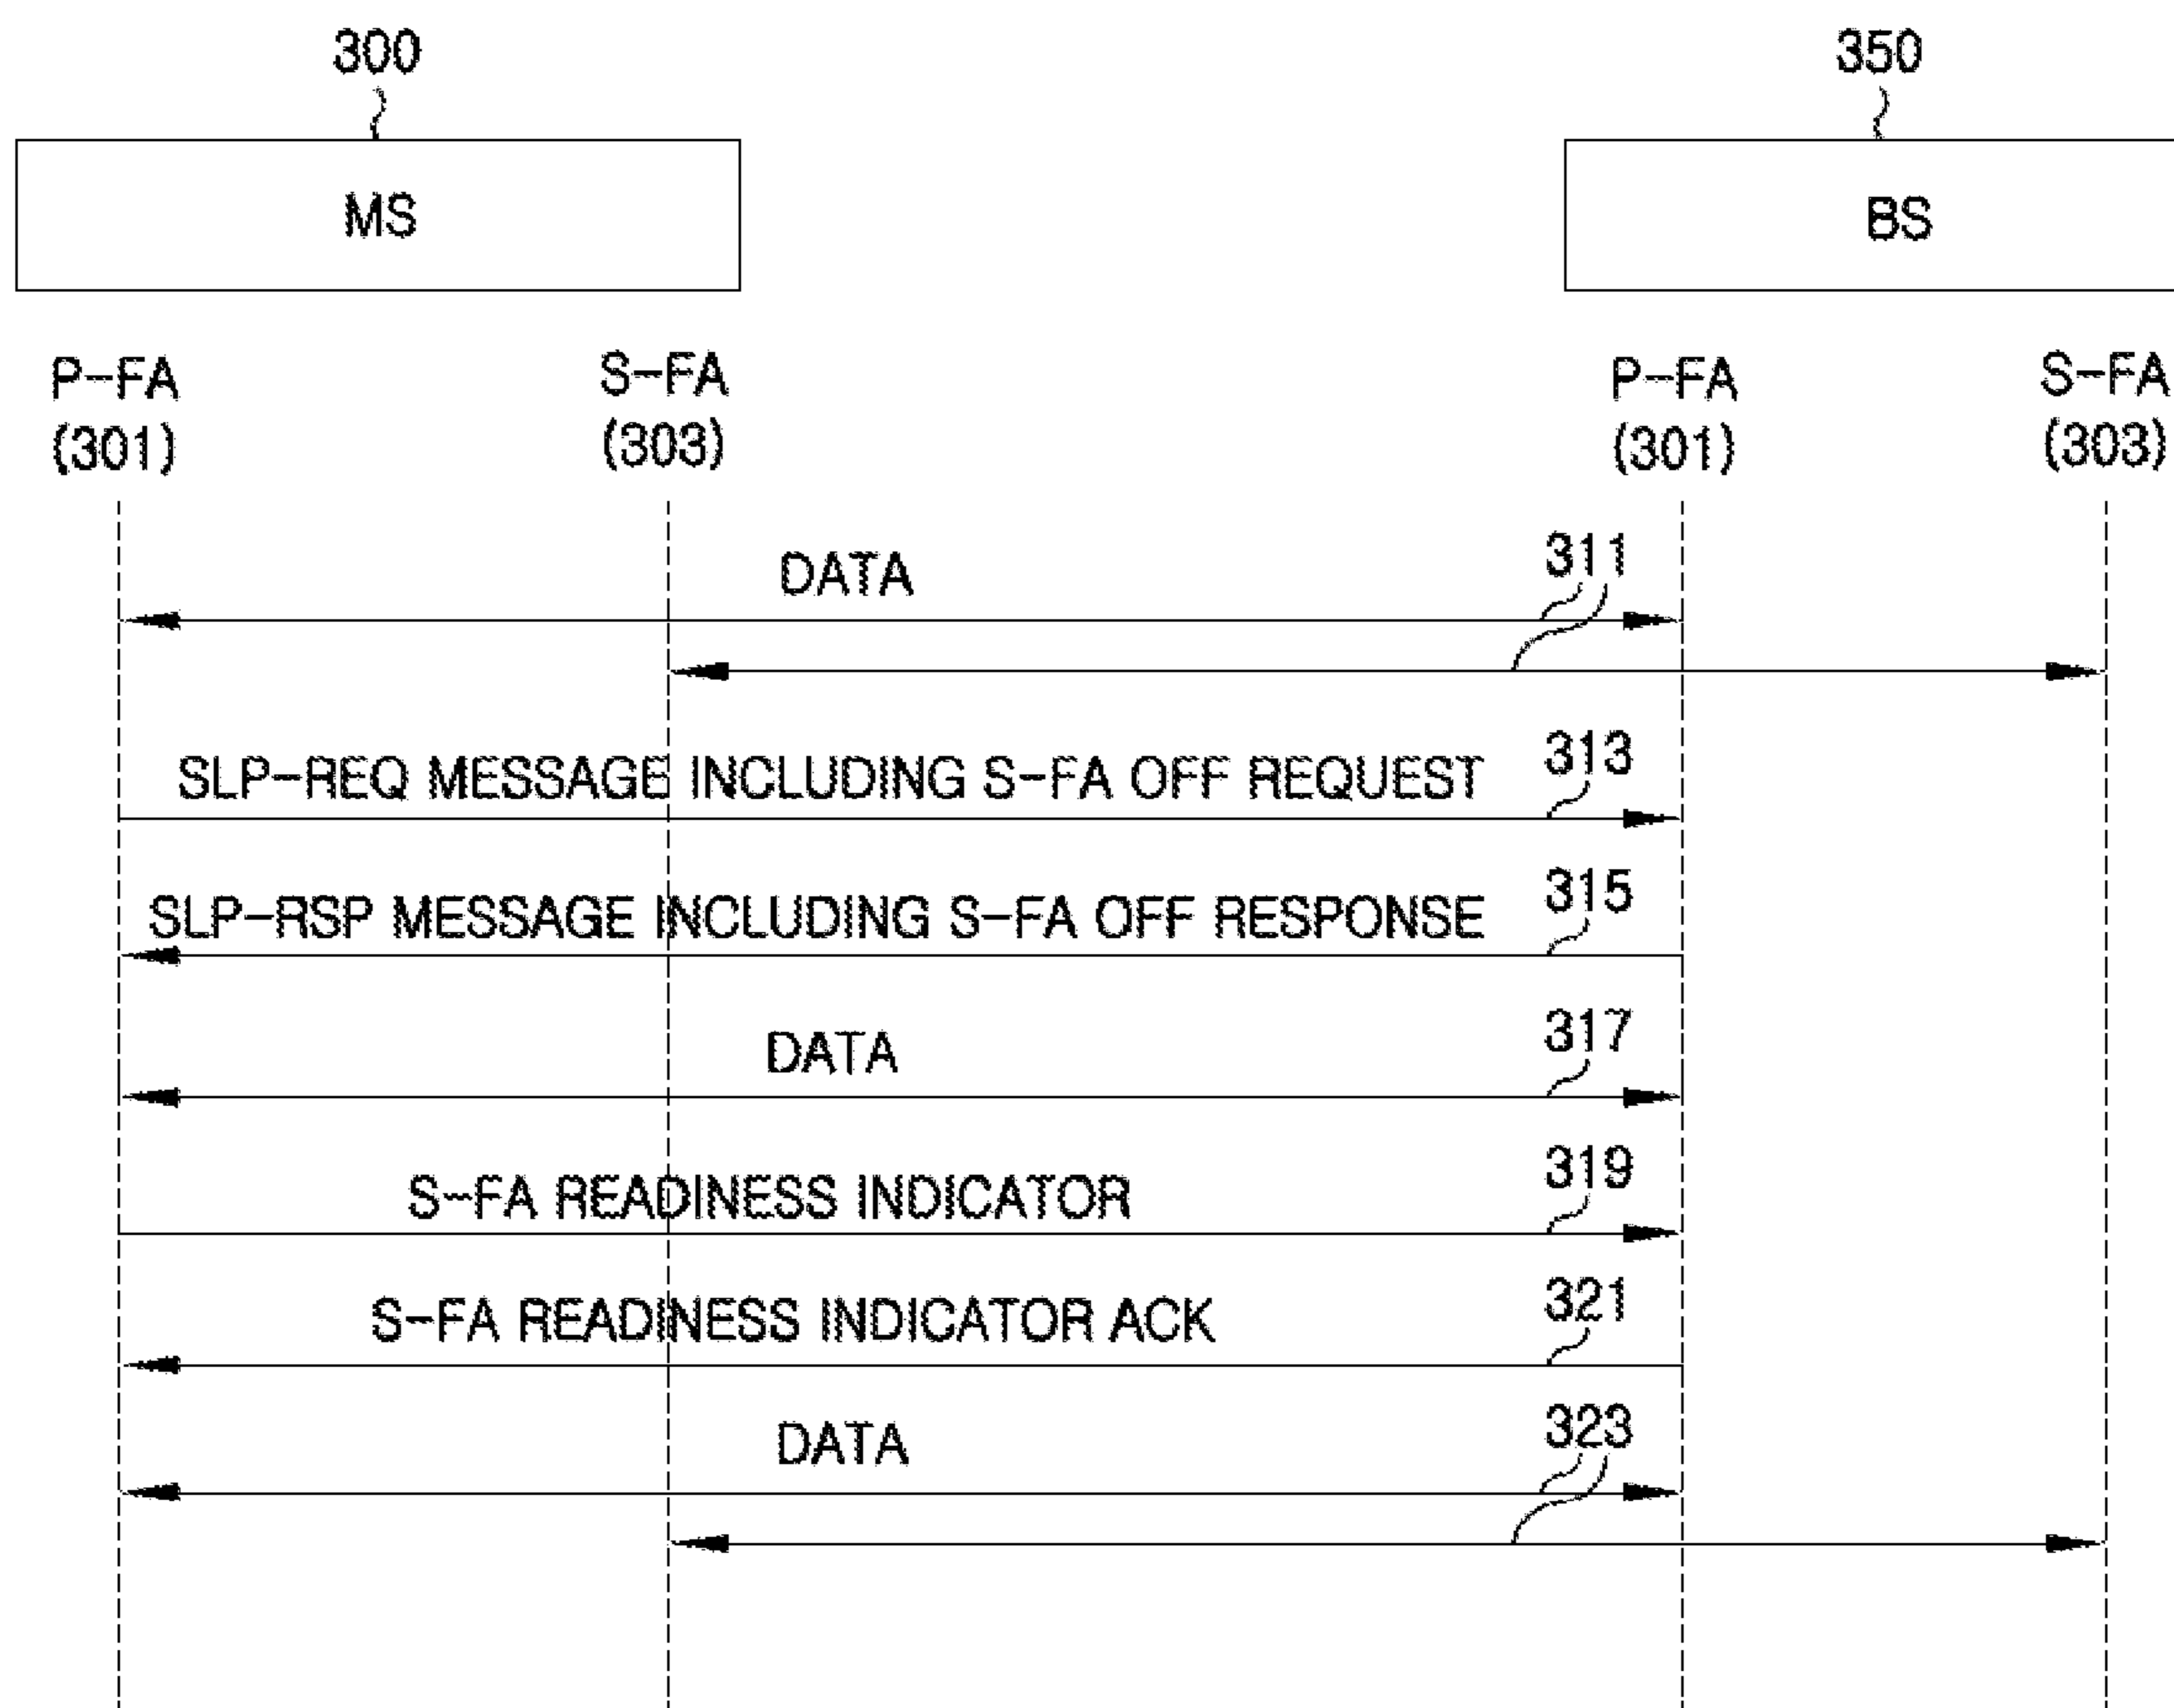 300
350
MS
BS
P-FA
(301)
S-FA
(303)
P-FA
(301)
S-FA
(303)
DATA
311
SLP-REQ MESSAGE INCLUDING S-FA OFF REQUEST
313
SLP-RSP MESSAGE INCLUDING S-FA OFF RESPONSE
315
DATA
317
S-FA READINESS INDICATOR
319
S-FA READINESS INDICATOR ACK
321
DATA
323